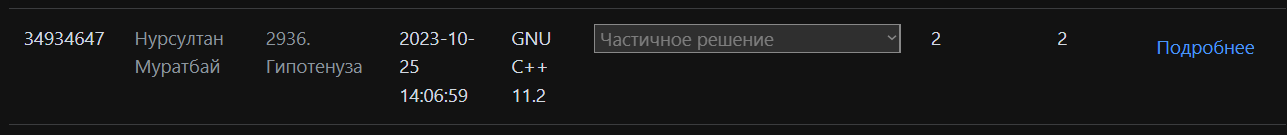 34934647 Нурсултан 2936. 2023-10- GNU Частичное решение 2 2 Подробнее
Муратбай Гипотенуза 25 C++
14:06:59 11.2